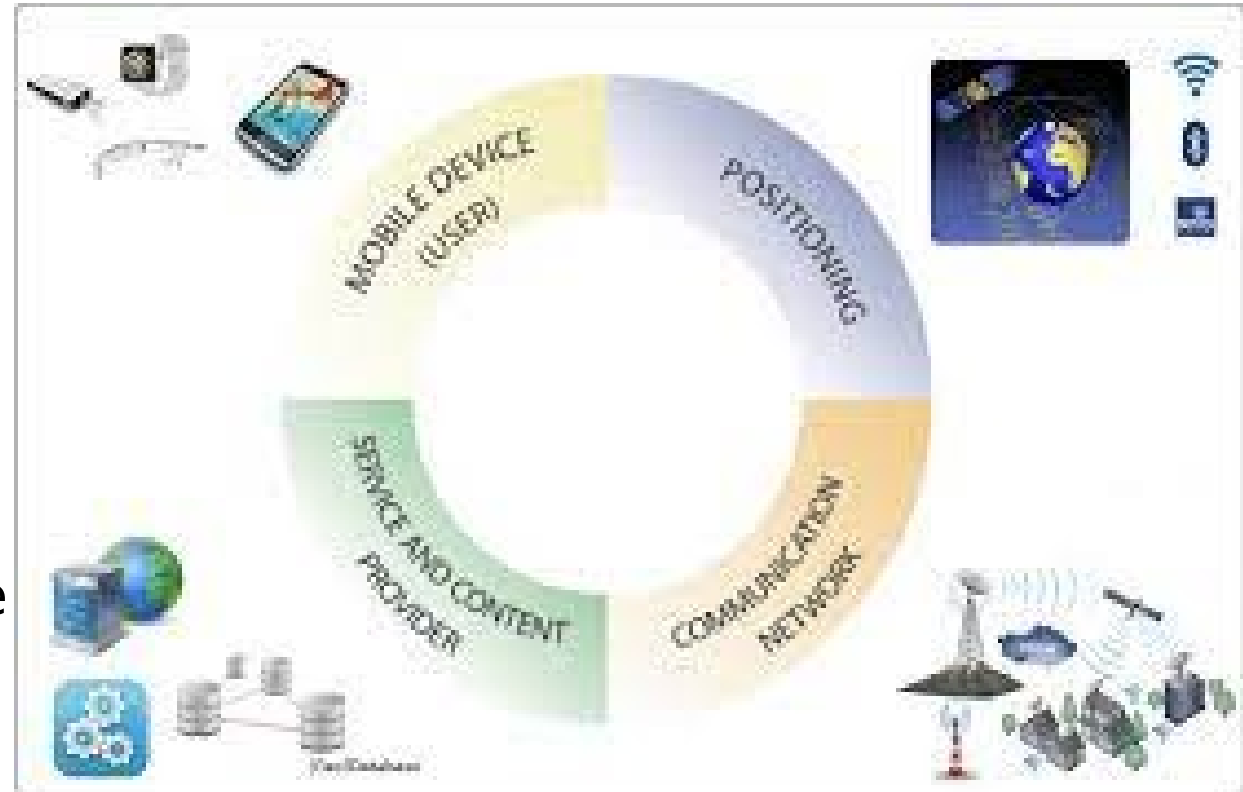 MOBILE DEVICE
(USER)
POSITIONING
SERVICE AND CONTENT
PROVIDER
COMMUNICATION
NETWORK
e